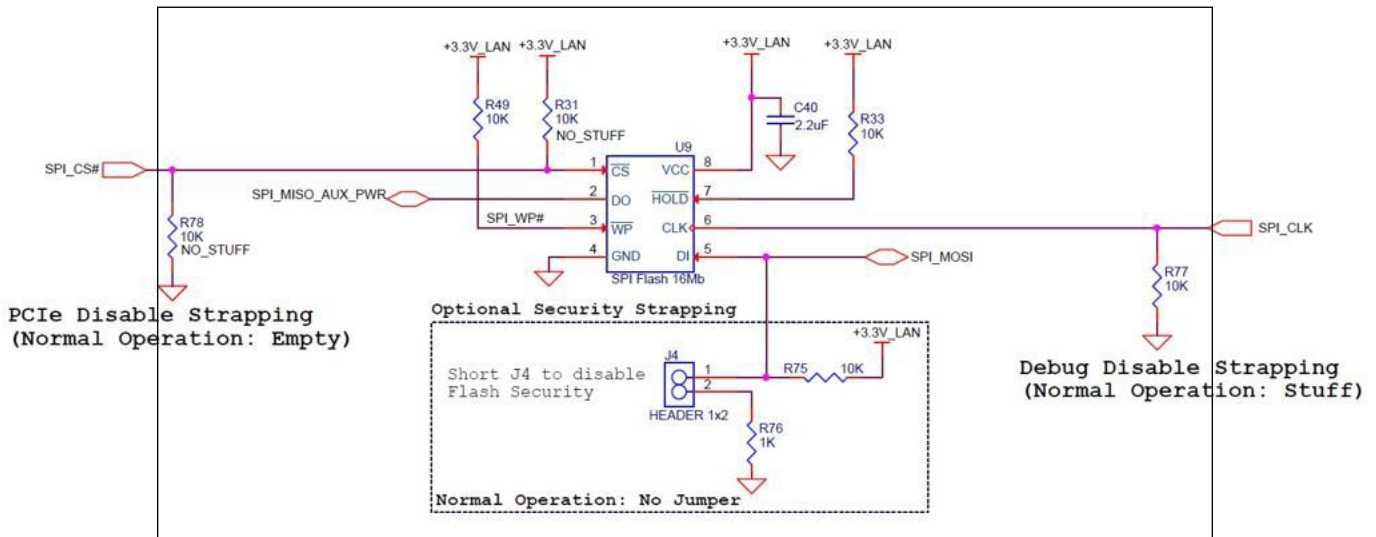 +3.3V_LAN
+3.3V_LAN
+3.3V_LAN
+3.3V_LAN
R49
10K
R31
10K
NO_STUFF
C40
2.2uF
R33
10K
U9
SPI_CS#
1
CS
VCC
8
SPI_MISO_AUX_PWR
2
DO
HOLD
7
SPI_WP#
3
WP
CLK
6
SPI_CLK
4
GND
DI
5
SPI_MOSI
SPI Flash 16Mb
R78
10K
NO_STUFF
R77
10K
PCIe Disable Strapping
(Normal Operation: Empty)
Optional Security Strapping
+3.3V_LAN
J4
Short J4 to disable
Flash Security
1
2
R75
10K
HEADER 1x2
R76
1K
Normal Operation: No Jumper
Debug Disable Strapping
(Normal Operation: Stuff)